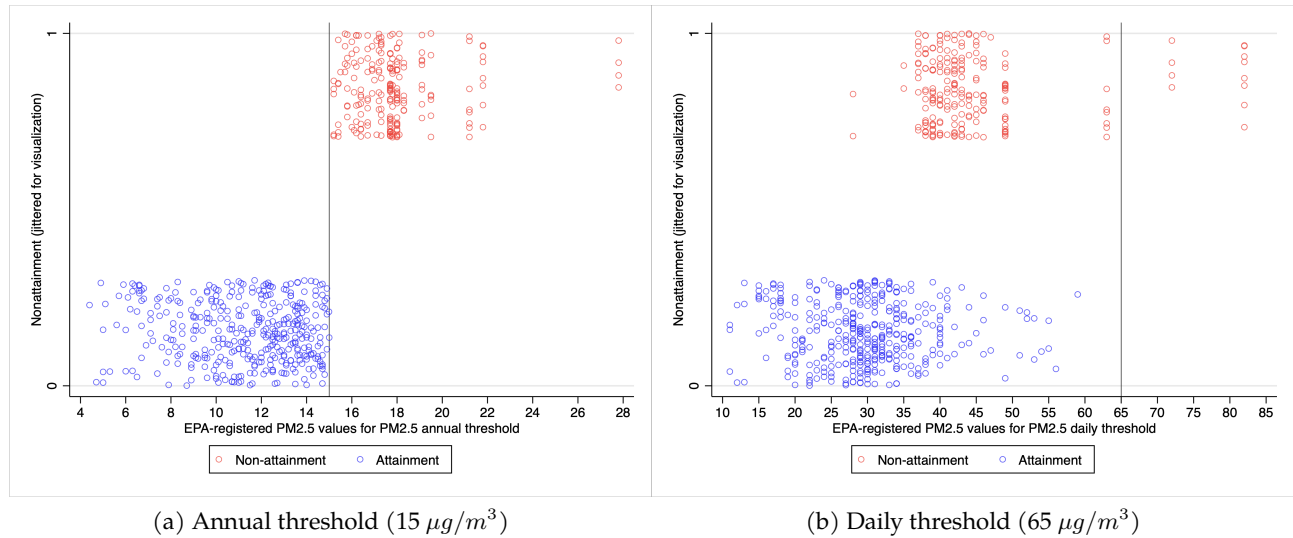 1
0
Nonattainment (jittered for visualization)
4 6 8 10 12 14 16 18 20 22 24 26 28
EPA-registered PM2.5 values for PM2.5 annual threshold
Non-attainment Attainment
(a) Annual threshold (15 μg/m³)
1
0
Nonattainment (jittered for visualization)
10 15 20 25 30 35 40 45 50 55 60 65 70 75 80 85
EPA-registered PM2.5 values for PM2.5 daily threshold
Non-attainment Attainment
(b) Daily threshold (65 μg/m³)